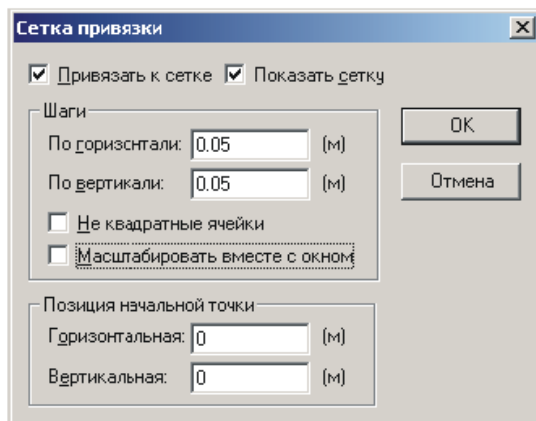 Сетка привязки
Привязать к сетке Показать сетку
Шаги
По горизонтали: 0.05 (м)
По вертикали: 0.05 (м)
Не квадратные ячейки
Масштабировать вместе с окном
OK
Отмена
Позиция начальной точки
Горизонтальная: 0 (м)
Вертикальная: 0 (м)